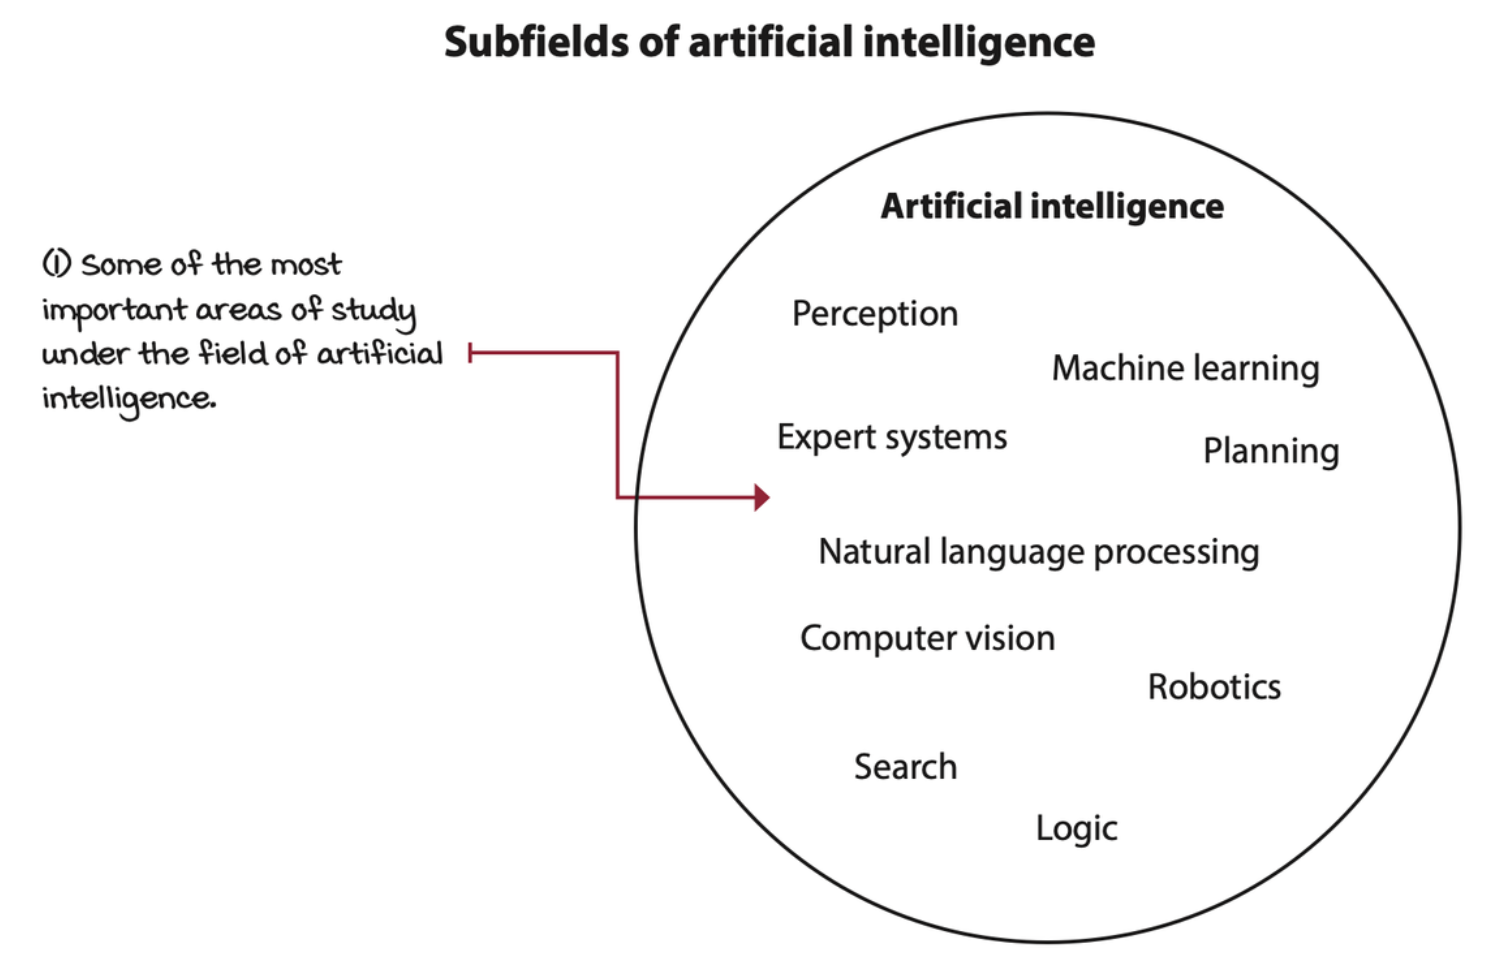 Subfields of artificial intelligence
(1) Some of the most
important areas of study
under the field of artificial
intelligence.
Artificial intelligence
Perception
Machine learning
Expert systems
Planning
Natural language processing
Computer vision
Robotics
Search
Logic